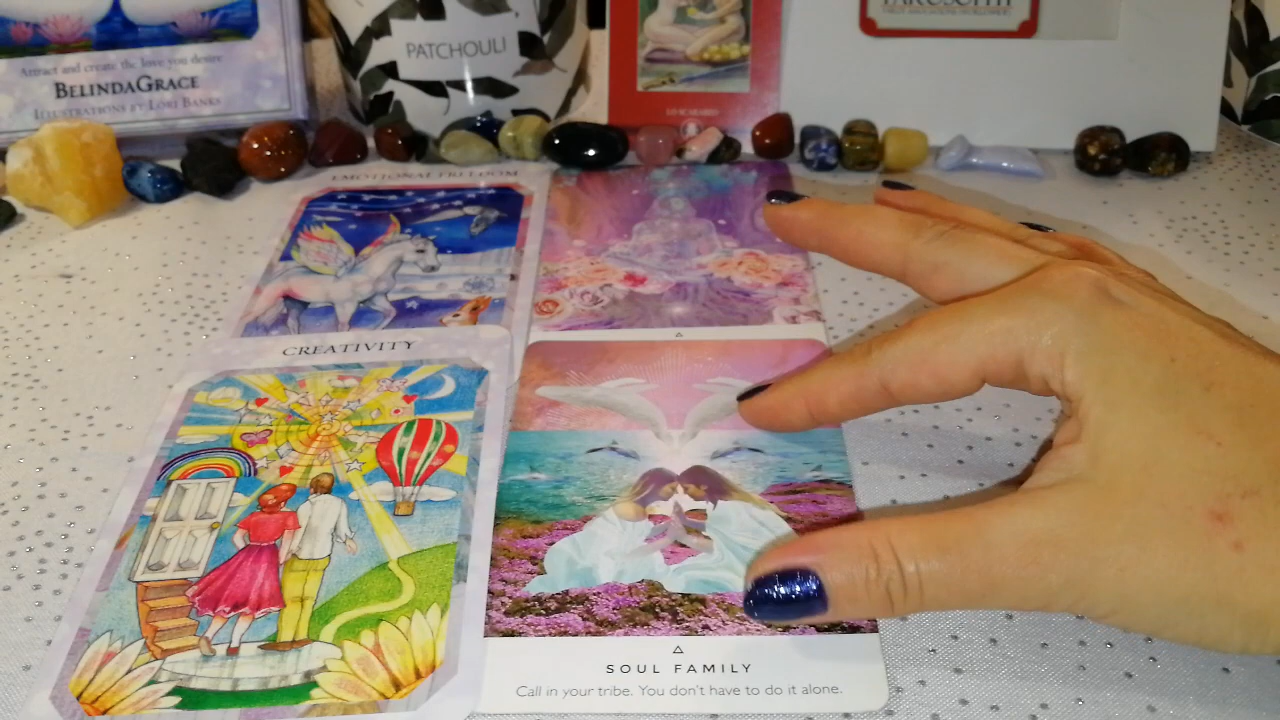 Attract and create the love you desire
BELINDAGRACE
ILLUSTRATIONS BY LORI BANKS
PATCHOULI
EMOTIONAL FREEDOM
CREATIVITY
SOUL FAMILY
Call in your tribe. You don't have to do it alone.